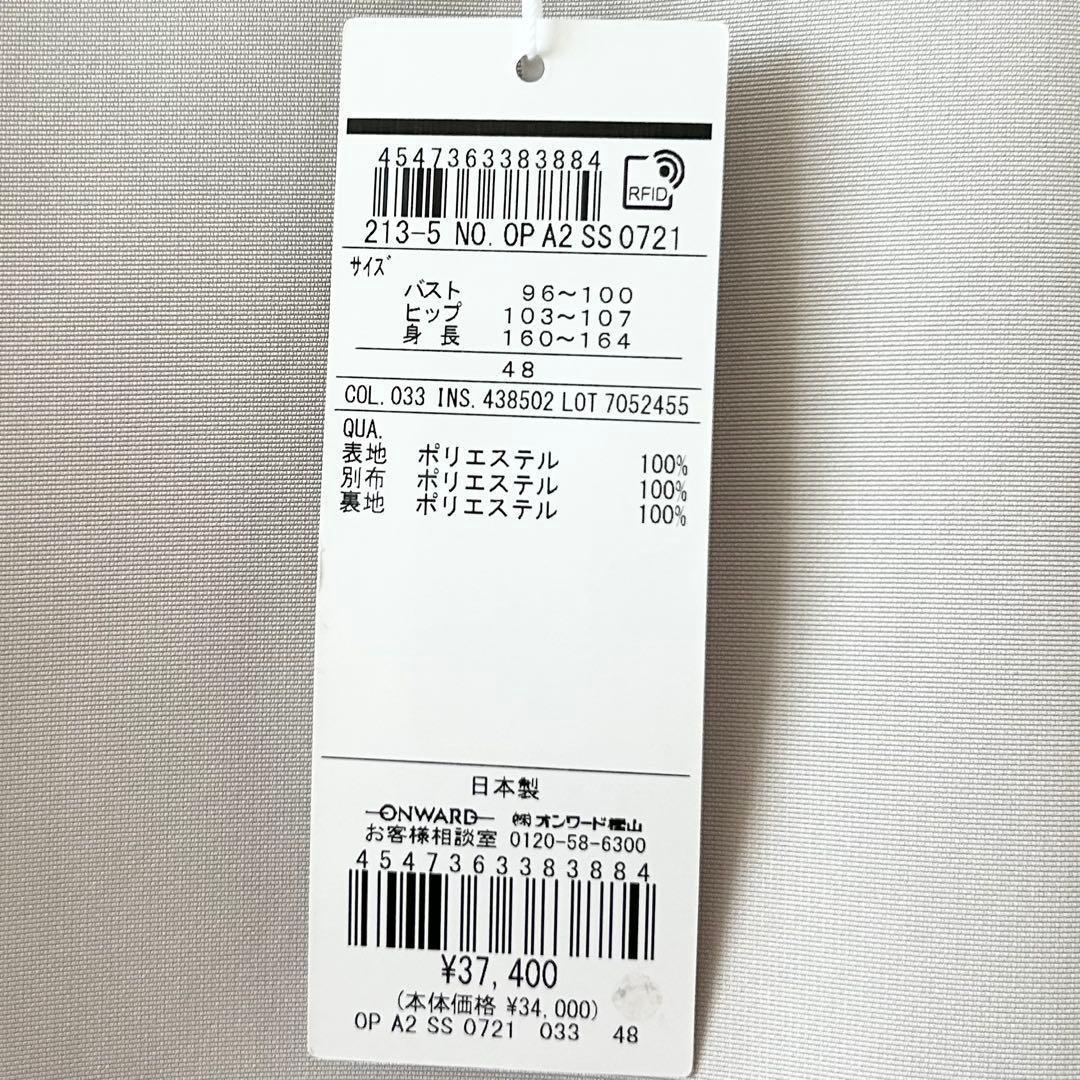 4547363383884
RFID
213-5 NO. OP A2 SS 0721
サイズ
バスト 96〜100
ヒップ 103〜107
身長 160〜164
48
COL. 033 INS. 438502 LOT 7052455
QUA.
表地 ポリエステル 100%
別布 ポリエステル 100%
裏地 ポリエステル 100%
日本製
ONWARD ㈱オンワード樫山
お客様相談室 0120-58-6300
4547363383884
¥37,400
(本体価格 ¥34,000)
OP A2 SS 0721 033 48